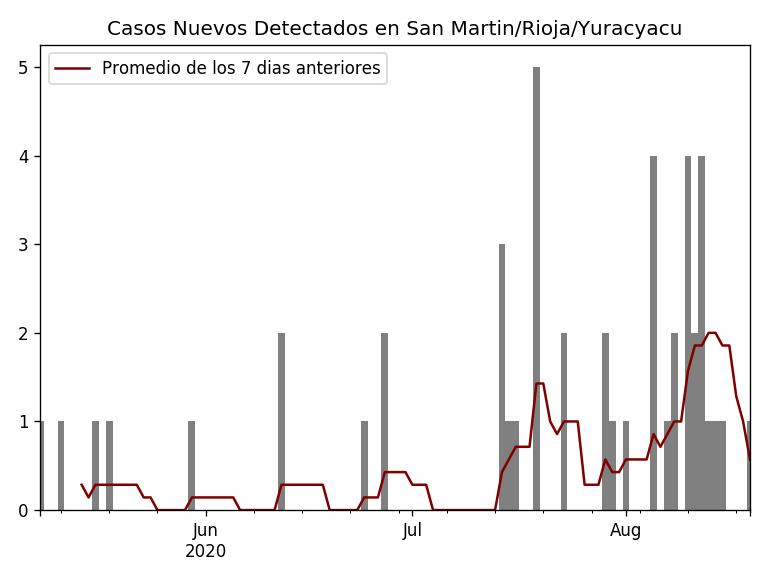 Casos Nuevos Detectados en San Martin/Rioja/Yuracyacu
Promedio de los 7 dias anteriores
5
4
3
2
1
0
Jun
2020
Jul
Aug